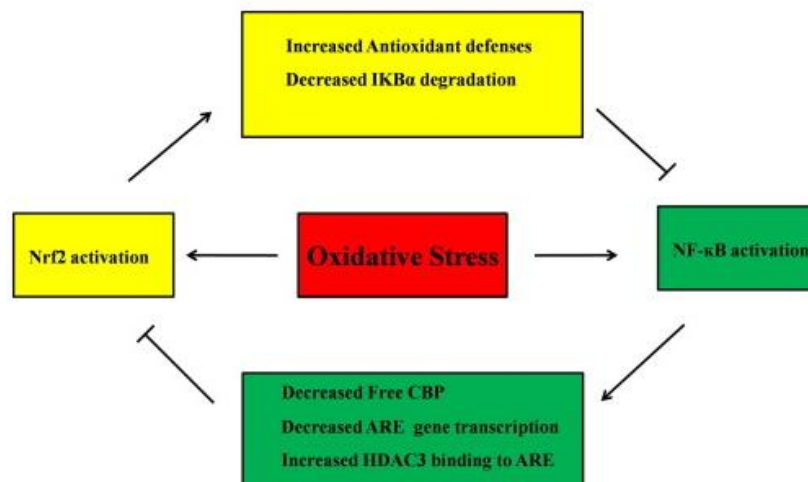 Increased Antioxidant defenses
Decreased IKBα degradation
Nrf2 activation
Oxidative Stress
NF-κB activation
Decreased Free CBP
Decreased ARE gene transcription
Increased HDAC3 binding to ARE